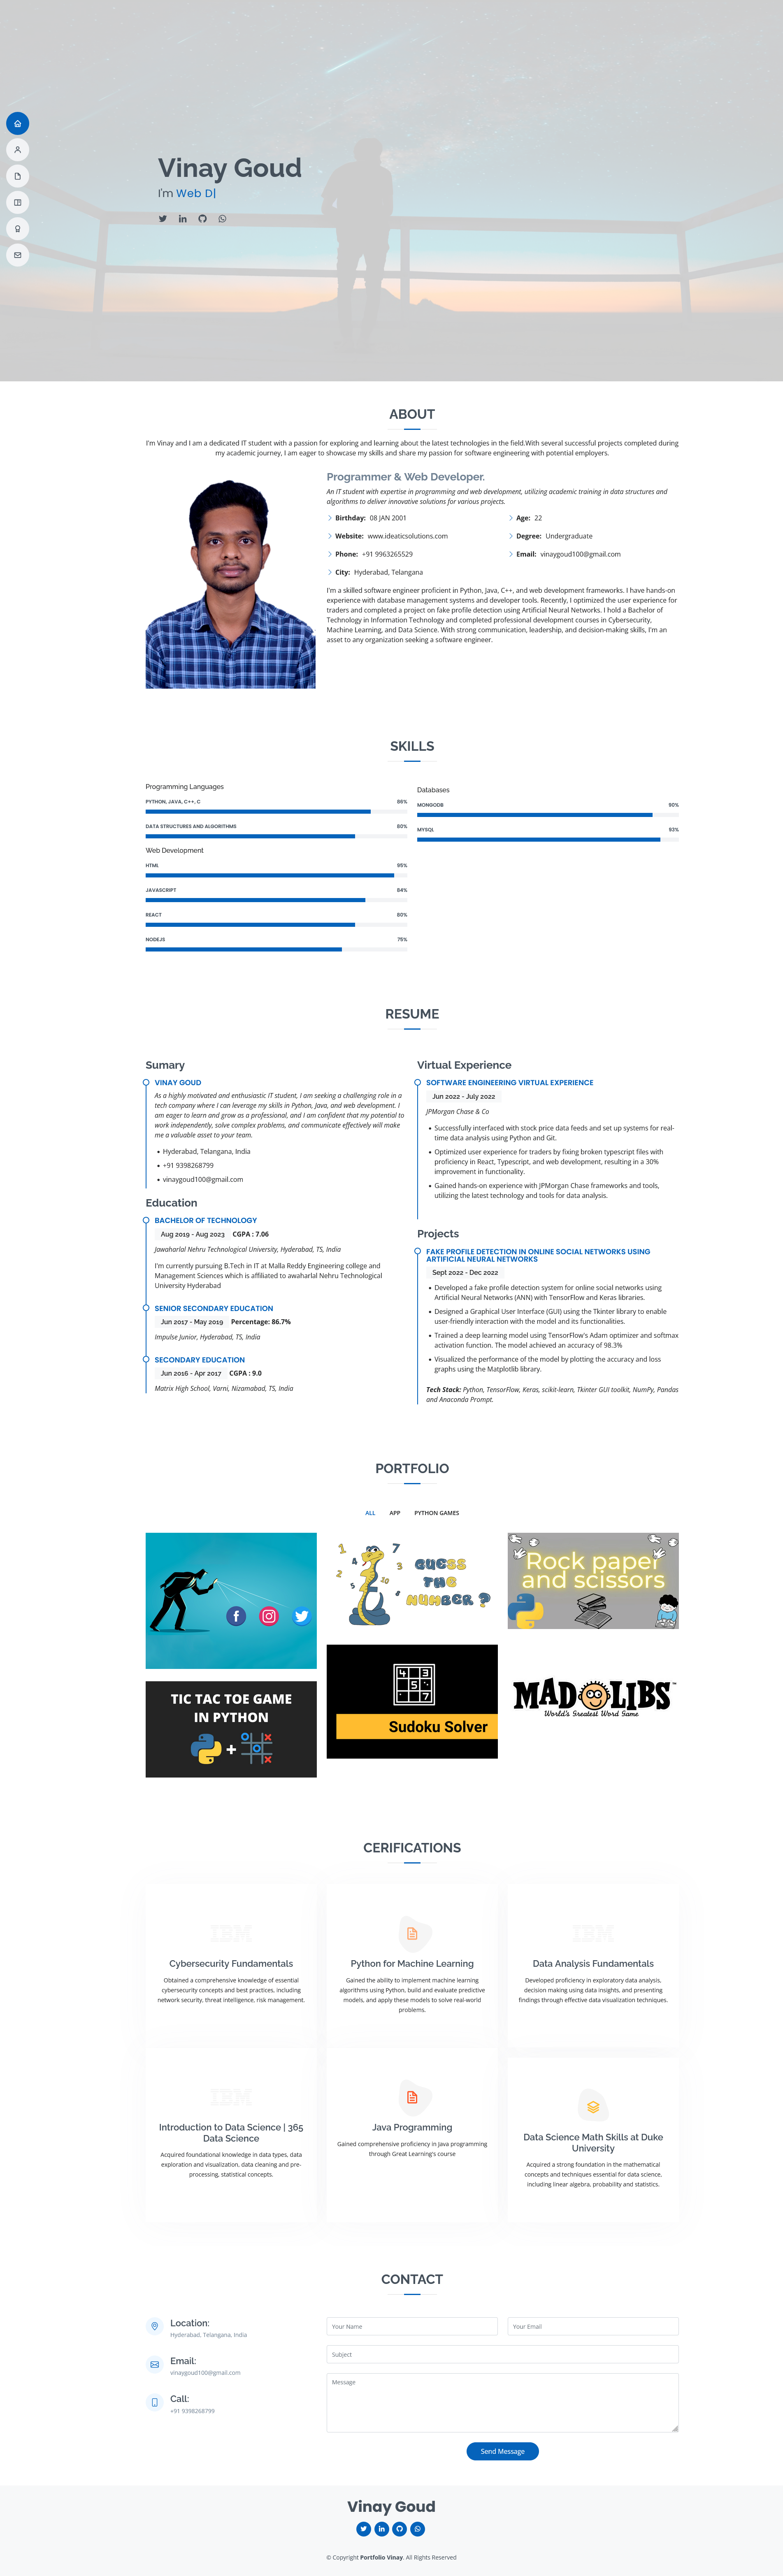 Vinay Goud
I'm Web D|
ABOUT
I'm Vinay and I am a dedicated IT student with a passion for exploring and learning about the latest technologies in the field.With several successful projects completed during
my academic journey, I am eager to showcase my skills and share my passion for software engineering with potential employers.
Programmer & Web Developer.
An IT student with expertise in programming and web development, utilizing academic training in data structures and
algorithms to deliver innovative solutions for various projects.
Birthday: 08 JAN 2001
Age: 22
Website: www.ideaticsolutions.com
Degree: Undergraduate
Phone: +91 9963265529
Email: vinaygoud100@gmail.com
City: Hyderabad, Telangana
I'm a skilled software engineer proficient in Python, Java, C++, and web development frameworks. I have hands-on
experience with database management systems and developer tools. Recently, I optimized the user experience for
traders and completed a project on fake profile detection using Artificial Neural Networks. I hold a Bachelor of
Technology in Information Technology and completed professional development courses in Cybersecurity,
Machine Learning, and Data Science. With strong communication, leadership, and decision-making skills, I'm an
asset to any organization seeking a software engineer.
SKILLS
Programming Languages
PYTHON, JAVA, C++, C 86%
DATA STRUCTURES AND ALGORITHMS 80%
Web Development
HTML 95%
JAVASCRIPT 84%
REACT 80%
NODEJS 75%
Databases
MONGODB 90%
MYSQL 93%
RESUME
Sumary
VINAY GOUD
As a highly motivated and enthusiastic IT student, I am seeking a challenging role in a
tech company where I can leverage my skills in Python, Java, and web development. I
am eager to learn and grow as a professional, and I am confident that my potential to
work independently, solve complex problems, and communicate effectively will make
me a valuable asset to your team.
Hyderabad, Telangana, India
+91 9398268799
vinaygoud100@gmail.com
Education
BACHELOR OF TECHNOLOGY
Aug 2019 - Aug 2023 CGPA : 7.06
Jawaharlal Nehru Technological University, Hyderabad, TS, India
I'm currently pursuing B.Tech in IT at Malla Reddy Engineering college and
Management Sciences which is affiliated to awaharlal Nehru Technological
University Hyderabad
SENIOR SECONDARY EDUCATION
Jun 2017 - May 2019 Percentage: 86.7%
Impulse Junior, Hyderabad, TS, India
SECONDARY EDUCATION
Jun 2016 - Apr 2017 CGPA : 9.0
Matrix High School, Varni, Nizamabad, TS, India
Virtual Experience
SOFTWARE ENGINEERING VIRTUAL EXPERIENCE
Jun 2022 - July 2022
JPMorgan Chase & Co
Successfully interfaced with stock price data feeds and set up systems for real-
time data analysis using Python and Git.
Optimized user experience for traders by fixing broken typescript files with
proficiency in React, Typescript, and web development, resulting in a 30%
improvement in functionality.
Gained hands-on experience with JPMorgan Chase frameworks and tools,
utilizing the latest technology and tools for data analysis.
Projects
FAKE PROFILE DETECTION IN ONLINE SOCIAL NETWORKS USING
ARTIFICIAL NEURAL NETWORKS
Sept 2022 - Dec 2022
Developed a fake profile detection system for online social networks using
Artificial Neural Networks (ANN) with TensorFlow and Keras libraries.
Designed a Graphical User Interface (GUI) using the Tkinter library to enable
user-friendly interaction with the model and its functionalities.
Trained a deep learning model using TensorFlow's Adam optimizer and softmax
activation function. The model achieved an accuracy of 98.3%
Visualized the performance of the model by plotting the accuracy and loss
graphs using the Matplotlib library.
Tech Stack: Python, TensorFlow, Keras, scikit-learn, Tkinter GUI toolkit, NumPy, Pandas
and Anaconda Prompt.
PORTFOLIO
ALL APP PYTHON GAMES
1 7 3 2 4 5 10 6 8
GUESS
THE
NUMBER ?
Rock paper
and scissors
TIC TAC TOE GAME
IN PYTHON
+
4 3
5 7
Sudoku Solver
MAD LIBS™
World's Greatest Word Game
CERIFICATIONS
IBM
Cybersecurity Fundamentals
Obtained a comprehensive knowledge of essential
cybersecurity concepts and best practices, including
network security, threat intelligence, risk management.
Python for Machine Learning
Gained the ability to implement machine learning
algorithms using Python, build and evaluate predictive
models, and apply these models to solve real-world
problems.
IBM
Data Analysis Fundamentals
Developed proficiency in exploratory data analysis,
decision making using data insights, and presenting
findings through effective data visualization techniques.
IBM
Introduction to Data Science | 365
Data Science
Acquired foundational knowledge in data types, data
exploration and visualization, data cleaning and pre-
processing, statistical concepts.
Java Programming
Gained comprehensive proficiency in Java programming
through Great Learning's course
Data Science Math Skills at Duke
University
Acquired a strong foundation in the mathematical
concepts and techniques essential for data science,
including linear algebra, probability and statistics.
CONTACT
Location:
Hyderabad, Telangana, India
Email:
vinaygoud100@gmail.com
Call:
+91 9398268799
Your Name
Your Email
Subject
Message
Send Message
Vinay Goud
© Copyright Portfolio Vinay. All Rights Reserved